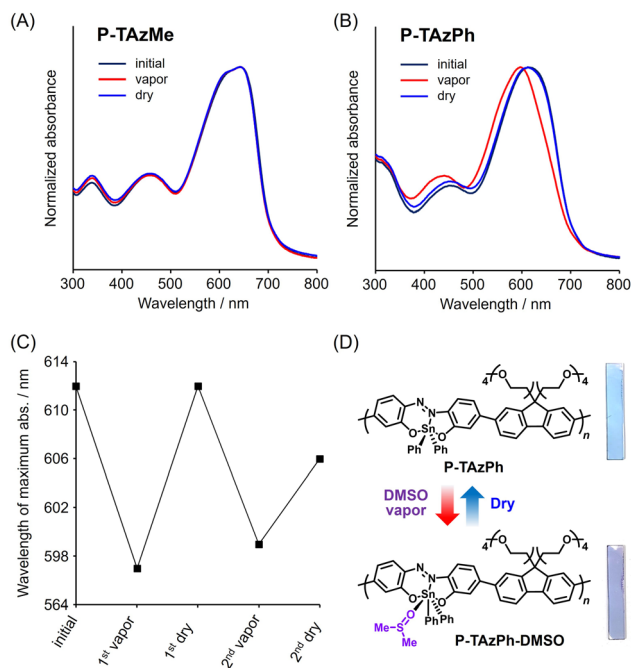 (A)
P-TAzMe
initial
vapor
dry
Normalized absorbance
300 400 500 600 700 800
Wavelength / nm
(B)
P-TAzPh
initial
vapor
dry
Normalized absorbance
300 400 500 600 700 800
Wavelength / nm
(C)
Wavelength of maximum abs. / nm
614
610
606
602
598
564
initial
1st vapor
1st dry
2nd vapor
2nd dry
(D)
4 O O 4
N N
O Sn O
Ph Ph
n
P-TAzPh
DMSO
vapor
Dry
4 O O 4
N N
O Sn O
O Ph Ph
Me S
Me
n
P-TAzPh-DMSO